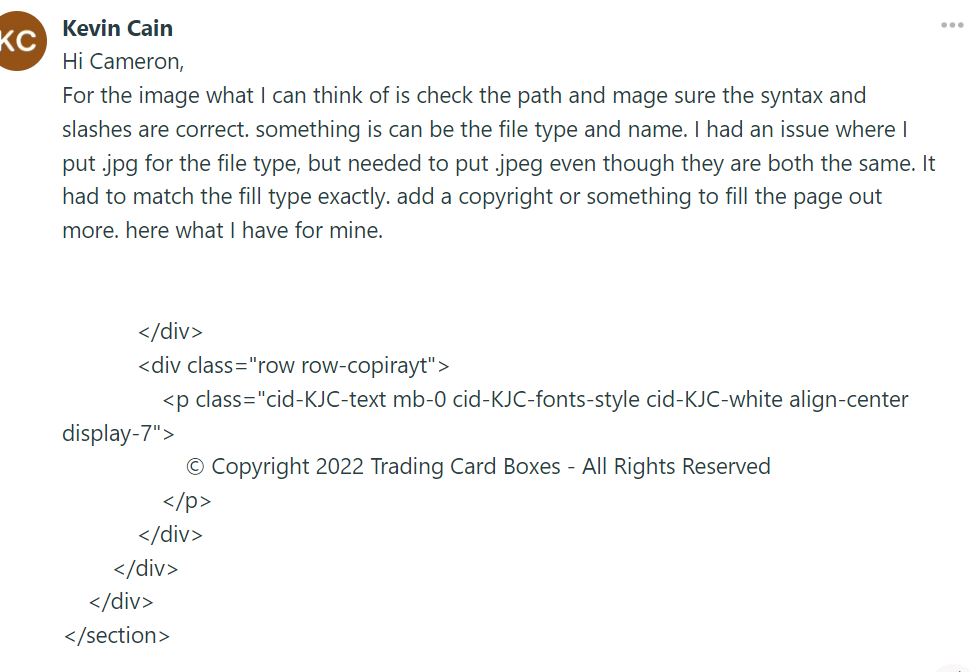 KC
Kevin Cain
Hi Cameron,
For the image what I can think of is check the path and mage sure the syntax and
slashes are correct. something is can be the file type and name. I had an issue where I
put .jpg for the file type, but needed to put .jpeg even though they are both the same. It
had to match the fill type exactly. add a copyright or something to fill the page out
more. here what I have for mine.
</div>
<div class="row row-copirayt">
<p class="cid-KJC-text mb-0 cid-KJC-fonts-style cid-KJC-white align-center
display-7">
© Copyright 2022 Trading Card Boxes - All Rights Reserved
</p>
</div>
</div>
</div>
</section>